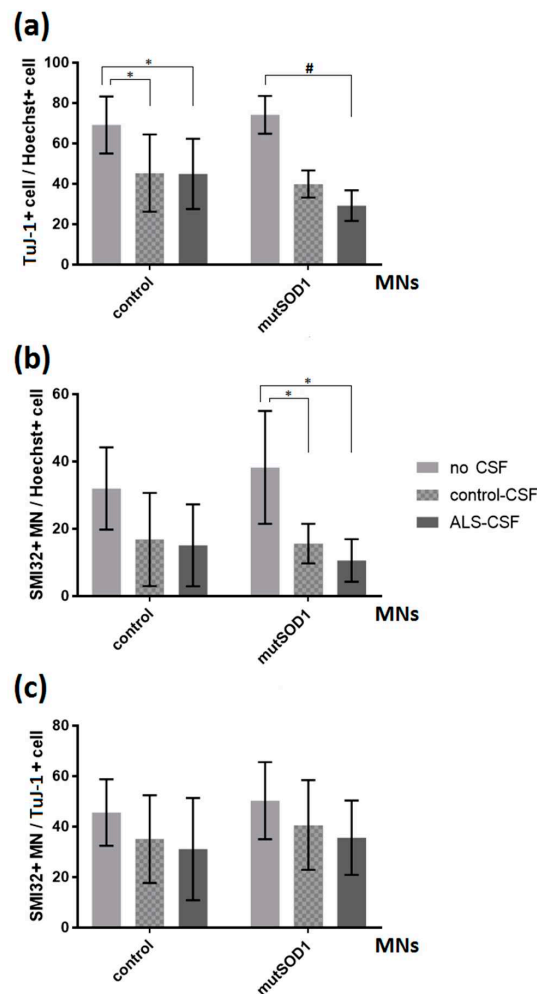 (a)
TuJ-1+ cell / Hoechst+ cell
100
80
60
40
20
0
*
*
#
control
mutSOD1
MNs
(b)
SMI32+ MN / Hoechst+ cell
60
40
20
0
*
*
control
mutSOD1
MNs
no CSF
control-CSF
ALS-CSF
(c)
SMI32+ MN / TuJ-1 + cell
80
60
40
20
0
control
mutSOD1
MNs